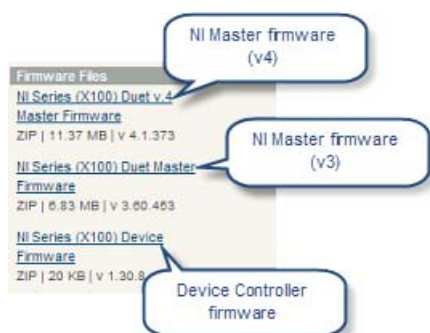 NI Master firmware
(v4)
Firmware Files
NI Series (X100) Duet v.4
Master Firmware
ZIP | 11.37 MB | v 4.1.373
NI Master firmware
(v3)
NI Series (X100) Duet Master
Firmware
ZIP | 6.83 MB | v 3.60.453
NI Series (X100) Device
Firmware
ZIP | 20 KB | v 1.30.8
Device Controller
firmware